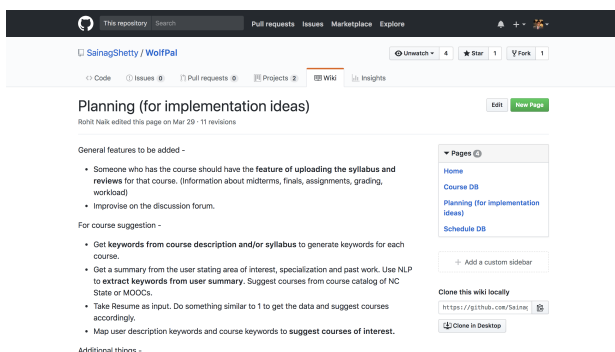 This repository Search Pull requests Issues Marketplace Explore
SainagShetty / WolfPal
Unwatch 4 Star 1 Fork 1
Code Issues 0 Pull requests 0 Projects 2 Wiki Insights
Planning (for implementation ideas)
Edit New Page
Rohit Naik edited this page on Mar 29 · 11 revisions
General features to be added -
• Someone who has the course should have the feature of uploading the syllabus and
reviews for that course. (Information about midterms, finals, assignments, grading,
workload)
• Improvise on the discussion forum.
For course suggestion -
• Get keywords from course description and/or syllabus to generate keywords for each
course.
• Get a summary from the user stating area of interest, specialization and past work. Use NLP
to extract keywords from user summary. Suggest courses from course catalog of NC
State or MOOCs.
• Take Resume as input. Do something similar to 1 to get the data and suggest courses
accordingly.
• Map user description keywords and course keywords to suggest courses of interest.
Additional things -
Pages 4
Home
Course DB
Planning (for implementation
ideas)
Schedule DB
+ Add a custom sidebar
Clone this wiki locally
https://github.com/Sainag
Clone in Desktop